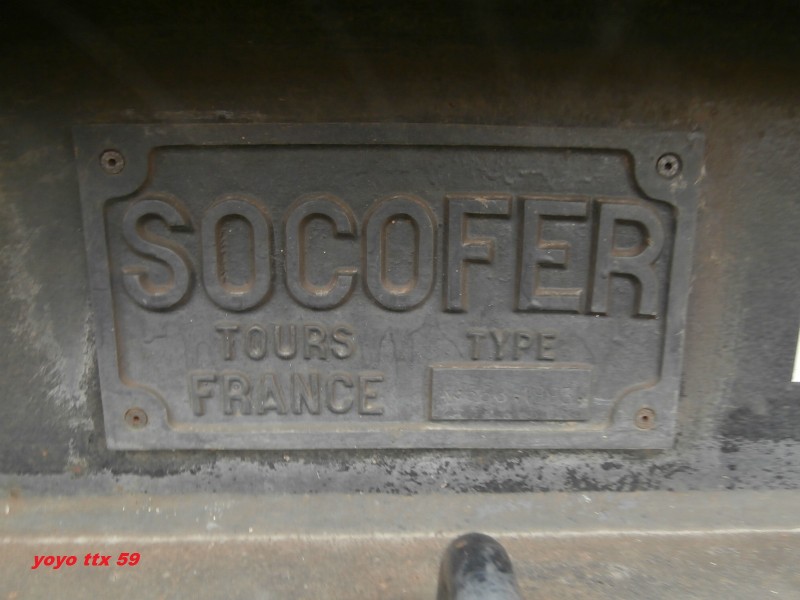 SOCOFER
TOURS
TYPE
FRANCE
yoyo ttx 59